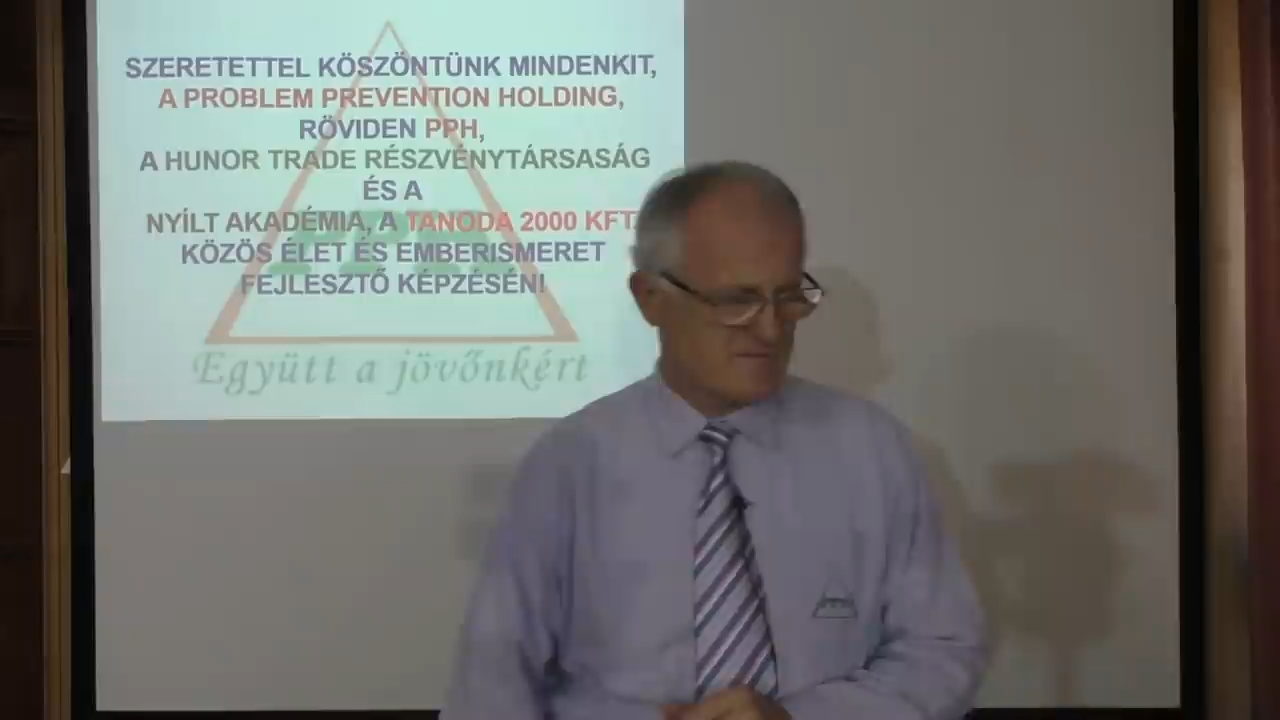 SZERETETTEL KÖSZÖNTÜNK MINDENKIT,
A PROBLEM PREVENTION HOLDING,
RÖVIDEN PPH,
A HUNOR TRADE RÉSZVÉNYTÁRSASÁG
ÉS A
NYÍLT AKADÉMIA, A TANODA 2000 KFT.
KÖZÖS ÉLET ÉS EMBERISMERET
FEJLESZTŐ KÉPZÉSÉN!
Együtt a jövőnkért